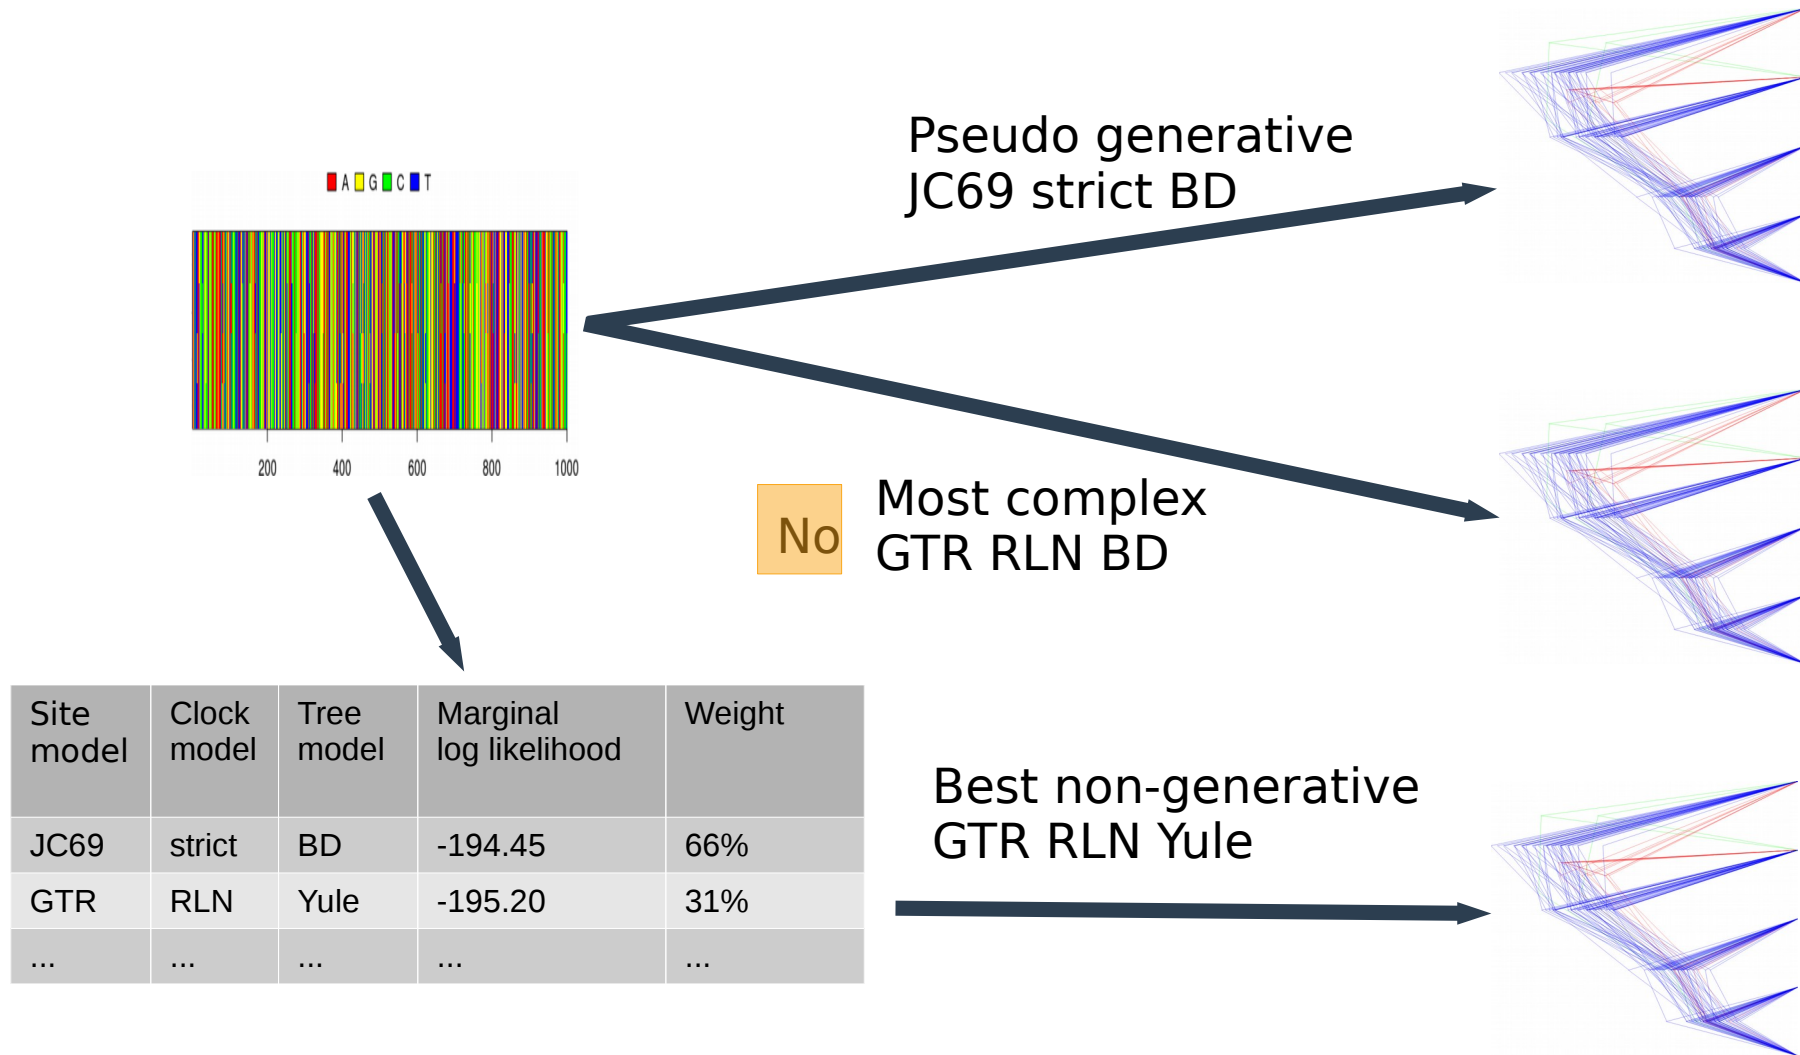 A G C T
200 400 600 800 1000
Pseudo generative
JC69 strict BD
No
Most complex
GTR RLN BD
Site model Clock model Tree model Marginal log likelihood Weight
JC69 strict BD -194.45 66%
GTR RLN Yule -195.20 31%
... ... ... ... ...
Best non-generative
GTR RLN Yule